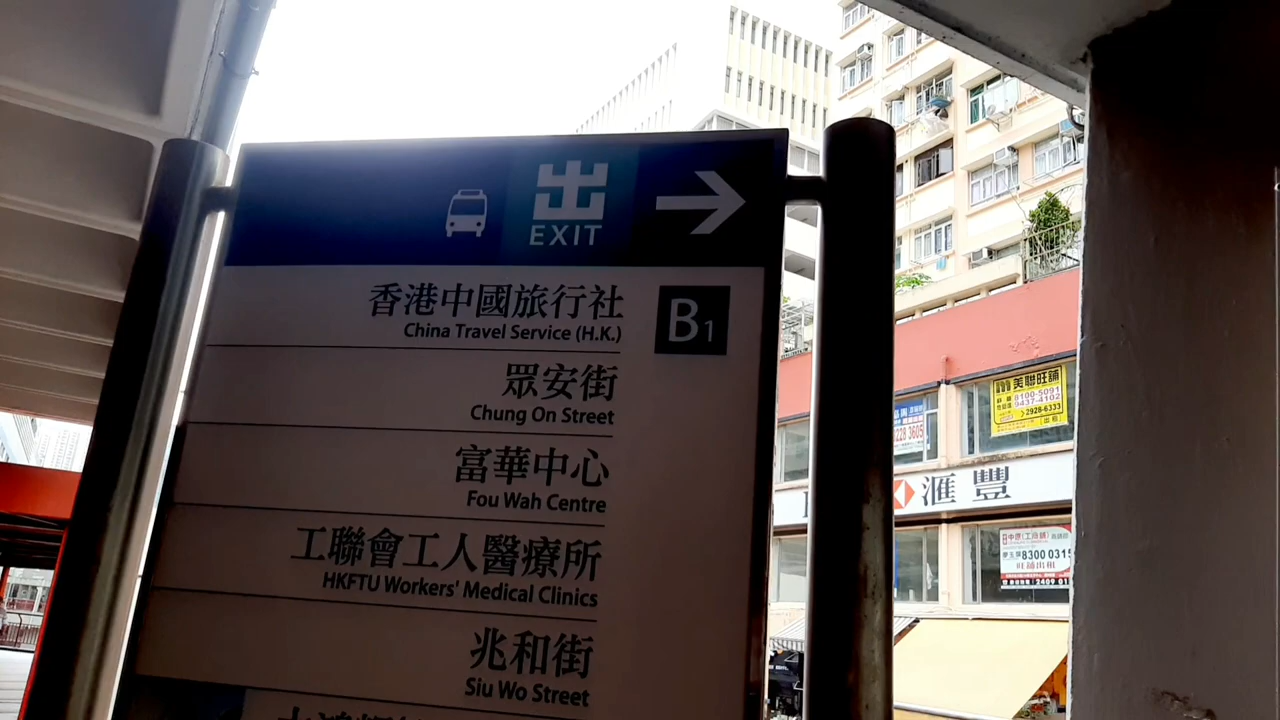 出
EXIT
香港中國旅行社
China Travel Service (H.K.)
B1
眾安街
Chung On Street
富華中心
Fou Wah Centre
工聯會工人醫療所
HKFTU Workers' Medical Clinics
兆和街
Siu Wo Street
美聯旺舖
8100-5091
9437-4102
2928-6333
228 3605
滙豐
8300 0315
旺舖出租
2409 01